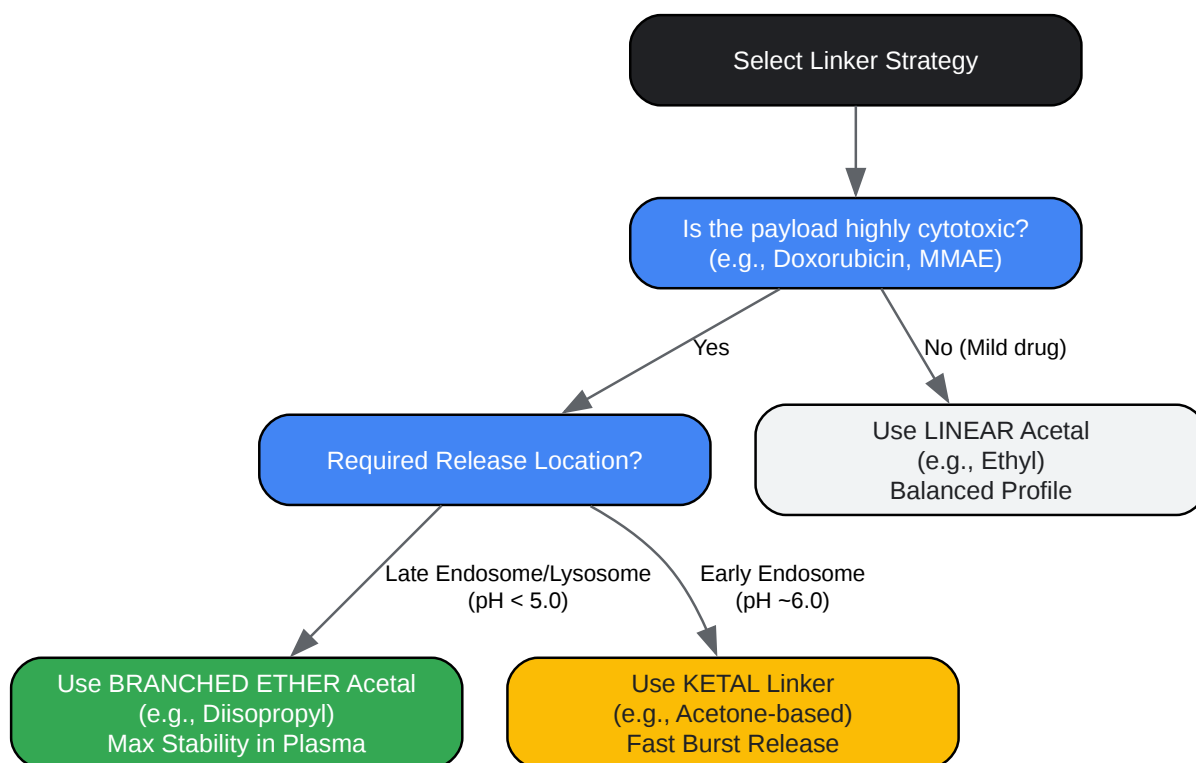 Select Linker Strategy
Is the payload highly cytotoxic?
(e.g., Doxorubicin, MMAE)
Yes
No (Mild drug)
Use LINEAR Acetal
(e.g., Ethyl)
Balanced Profile
Required Release Location?
Late Endosome/Lysosome
(pH < 5.0)
Early Endosome
(pH ~6.0)
Use BRANCHED ETHER Acetal
(e.g., Diisopropyl)
Max Stability in Plasma
Use KETAL Linker
(e.g., Acetone-based)
Fast Burst Release